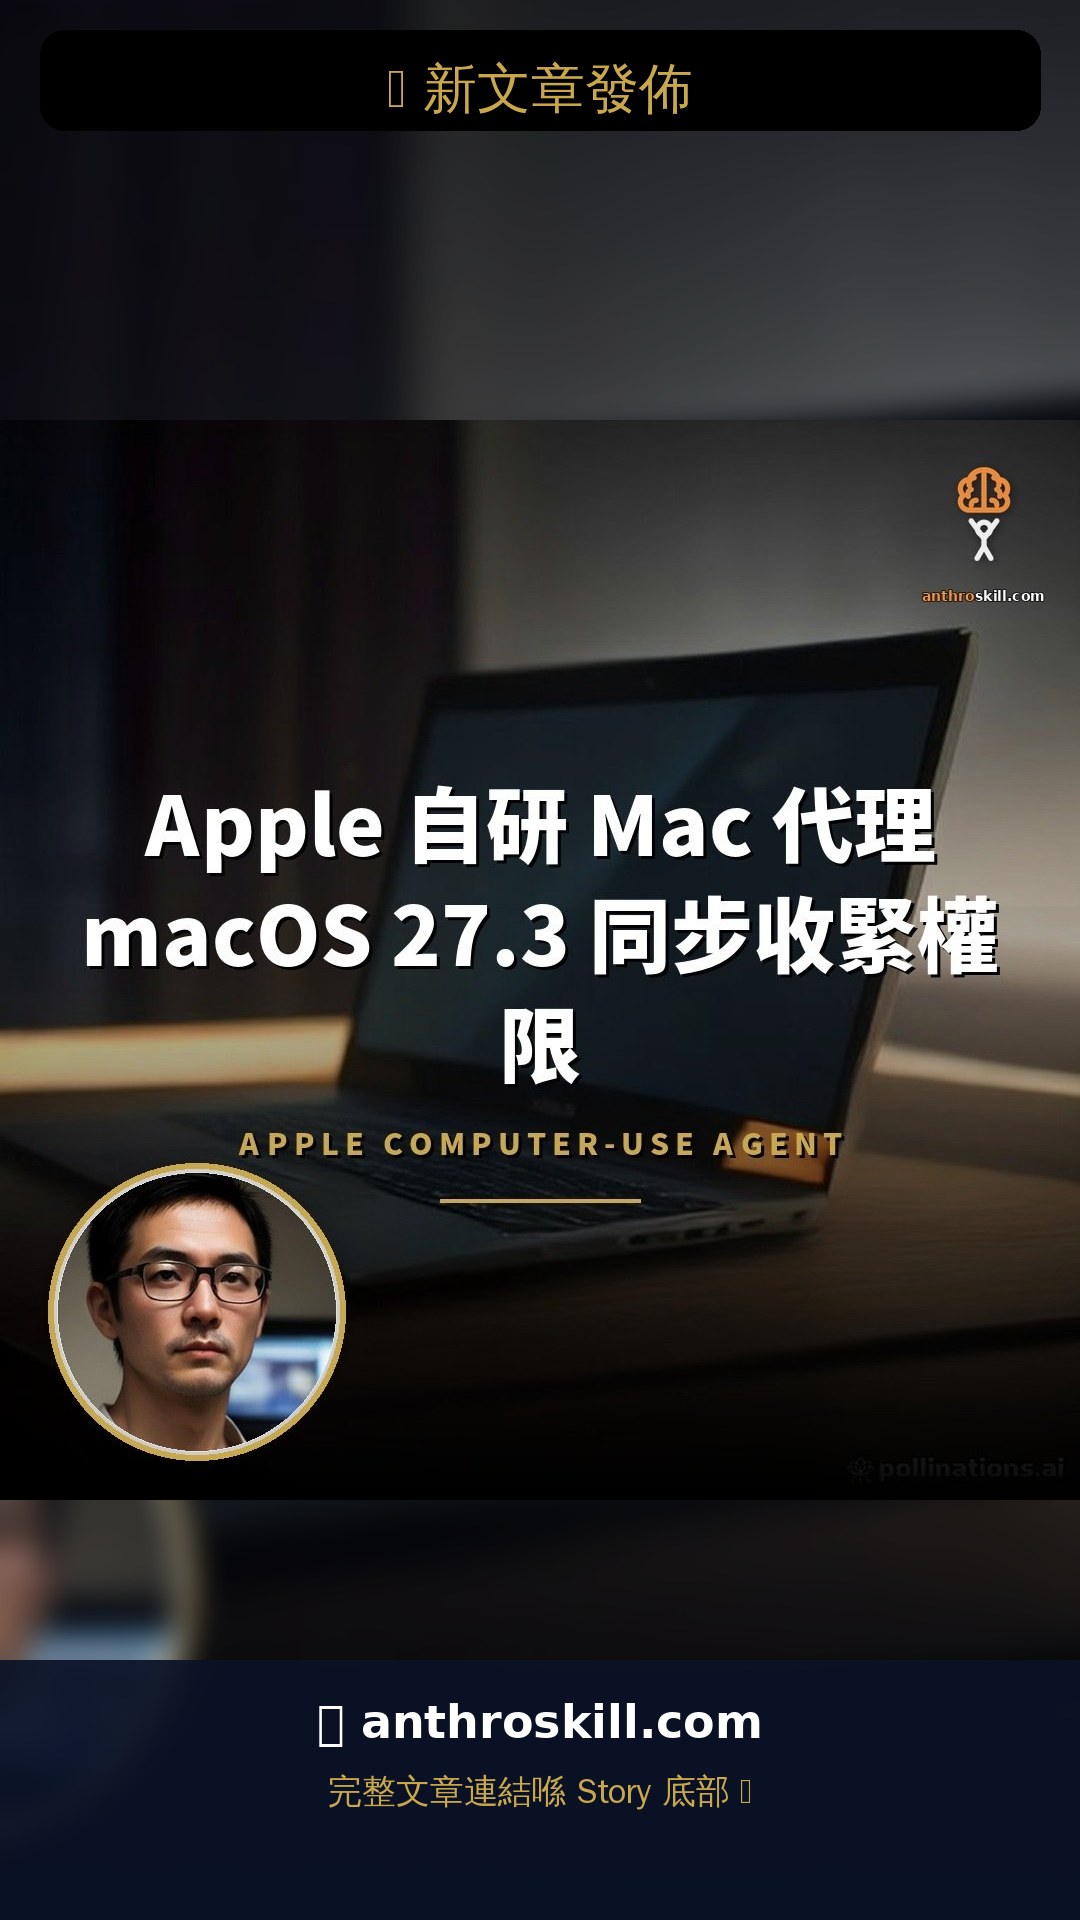 新文章發佈
anthroskill.com
Apple 自研 Mac 代理
macOS 27.3 同步收緊權
限
APPLE COMPUTER-USE AGENT
pollinations.ai
anthroskill.com
完整文章連結喺 Story 底部